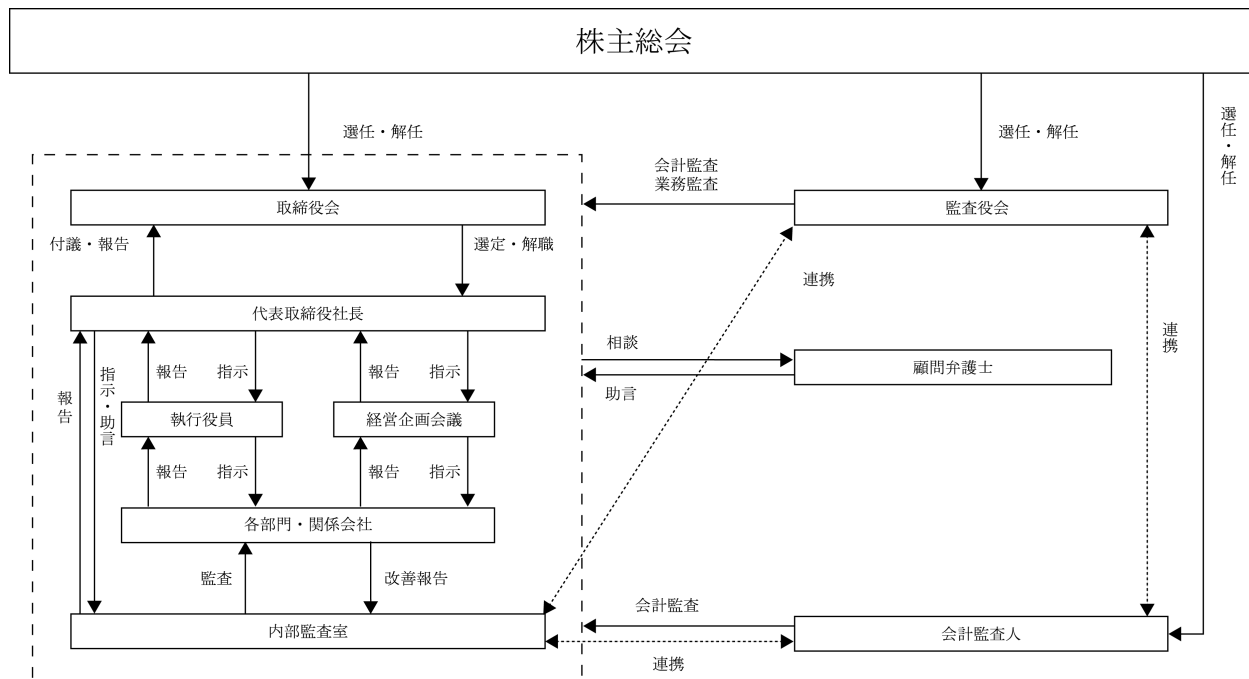 株主総会
選任・解任
選任・解任
選任・解任
会計監査
業務監査
取締役会
監査役会
付議・報告
選定・解職
連携
代表取締役社長
連携
相談
顧問弁護士
助言
報告
指示・助言
報告
指示
報告
指示
執行役員
経営企画会議
報告
指示
報告
指示
各部門・関係会社
監査
改善報告
会計監査
内部監査室
会計監査人
連携